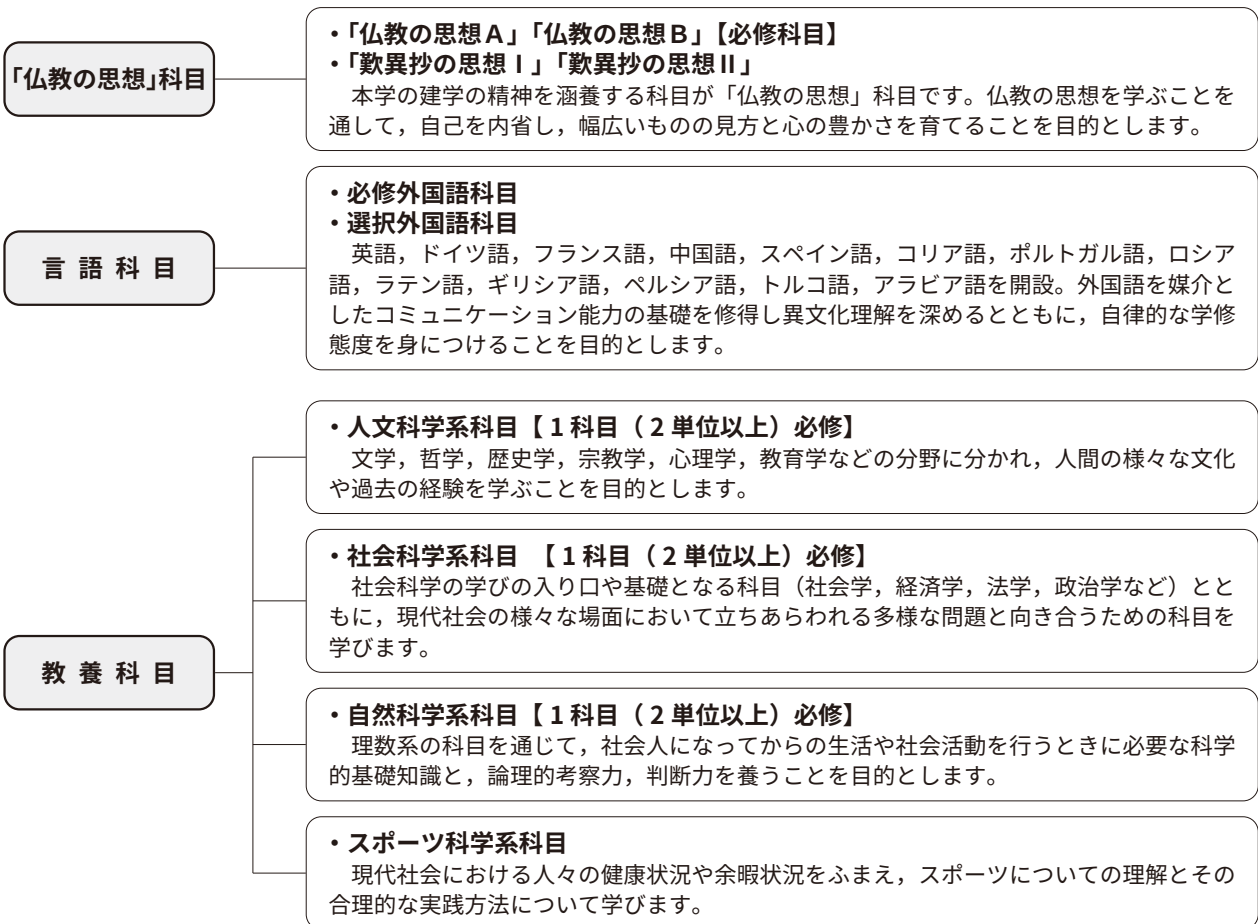 「仏教の思想」科目
・「仏教の思想A」「仏教の思想B」【必修科目】
・「歎異抄の思想Ⅰ」「歎異抄の思想Ⅱ」
本学の建学の精神を涵養する科目が「仏教の思想」科目です。仏教の思想を学ぶことを
通して，自己を内省し，幅広いものの見方と心の豊かさを育てることを目的とします。
言語科目
・必修外国語科目
・選択外国語科目
英語，ドイツ語，フランス語，中国語，スペイン語，コリア語，ポルトガル語，ロシア
語，ラテン語，ギリシア語，ペルシア語，トルコ語，アラビア語を開設。外国語を媒介と
したコミュニケーション能力の基礎を修得し異文化理解を深めるとともに，自律的な学修
態度を身につけることを目的とします。
教養科目
・人文科学系科目【１科目（２単位以上）必修】
文学，哲学，歴史学，宗教学，心理学，教育学などの分野に分かれ，人間の様々な文化
や過去の経験を学ぶことを目的とします。
・社会科学系科目 【１科目（２単位以上）必修】
社会科学の学びの入り口や基礎となる科目（社会学，経済学，法学，政治学など）とと
もに，現代社会の様々な場面において立ちあらわれる多様な問題と向き合うための科目を
学びます。
・自然科学系科目【１科目（２単位以上）必修】
理数系の科目を通じて，社会人になってからの生活や社会活動を行うときに必要な科学
的基礎知識と，論理的考察力，判断力を養うことを目的とします。
・スポーツ科学系科目
現代社会における人々の健康状況や余暇状況をふまえ，スポーツについての理解とその
合理的な実践方法について学びます。